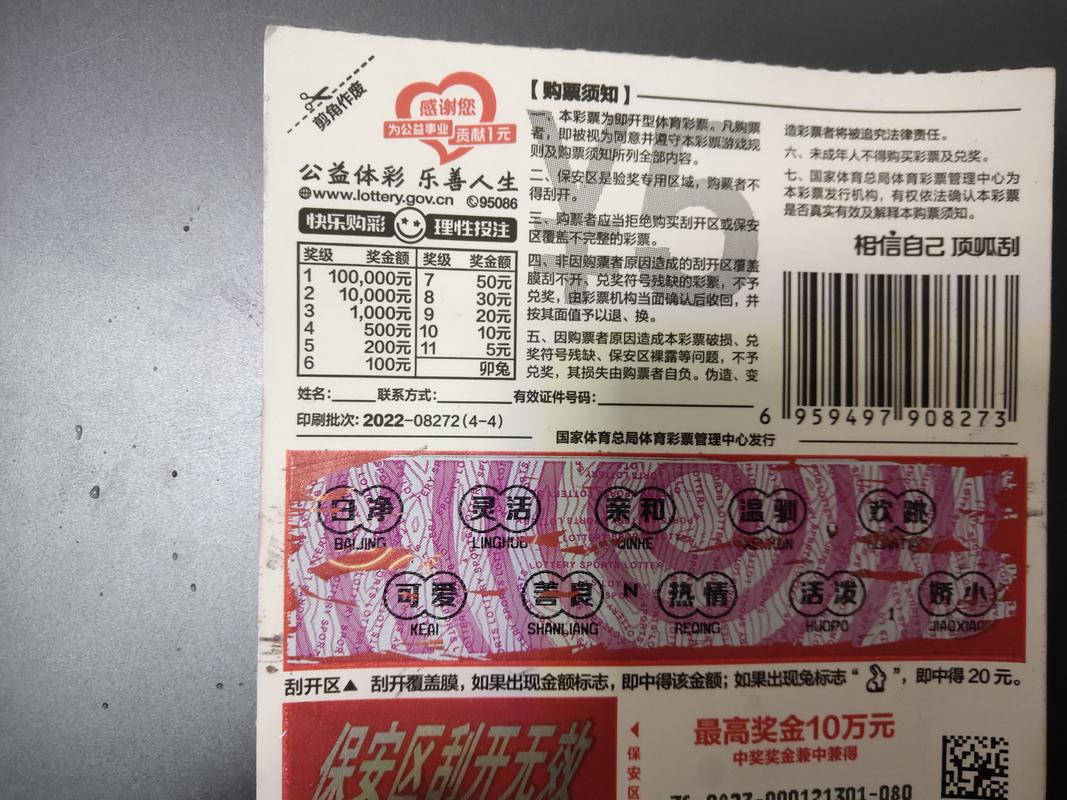 剪角作废
感谢您
为公益事业 贡献1元
公益体彩 乐善人生
www.lottery.gov.cn 95086
快乐购彩 理性投注
奖级 奖金额 奖级 奖金额
1 100,000元 7 50元
2 10,000元 8 30元
3 1,000元 9 20元
4 500元 10 10元
5 200元 11 5元
6 100元 卯兔
姓名: 联系方式: 有效证件号码:
印刷批次: 2022-08272(4-4)
【购票须知】
¥5
一、本彩票为即开型体育彩票。凡购票
者，即被视为同意并遵守本彩票游戏规
则及购票须知所列全部内容。
二、保安区是验奖专用区域，购票者不
得刮开。
三、购票者应当拒绝购买刮开区或保安
区覆盖不完整的彩票。
四、非因购票者原因造成的刮开区覆盖
膜刮不开、兑奖符号残缺的彩票，不予
兑奖，由彩票机构当面确认后收回，并
按其面值予以退、换。
五、因购票者原因造成本彩票破损、兑
奖符号残缺、保安区裸露等问题，不予
兑奖，其损失由购票者自负。伪造、变
造彩票者将被追究法律责任。
六、未成年人不得购买彩票及兑奖。
七、国家体育总局体育彩票管理中心为
本彩票发行机构，有权依法确认本彩票
是否真实有效及解释本购票须知。
相信自己 顶呱刮
6 959497 908273
国家体育总局体育彩票管理中心发行
白净 灵活 亲和 温驯 欢跳
BAIJING LINGHUO QINHE
可爱 善良 热情 活泼 娇小
KEAI SHANLIANG REQING HUOPO JIAOXIAO
刮开区▲ 刮开覆盖膜，如果出现金额标志，即中得该金额；如果出现兔标志“ ”，即中得 20 元。
保安区刮开无效
保安区
最高奖金10万元
中奖奖金兼中兼得